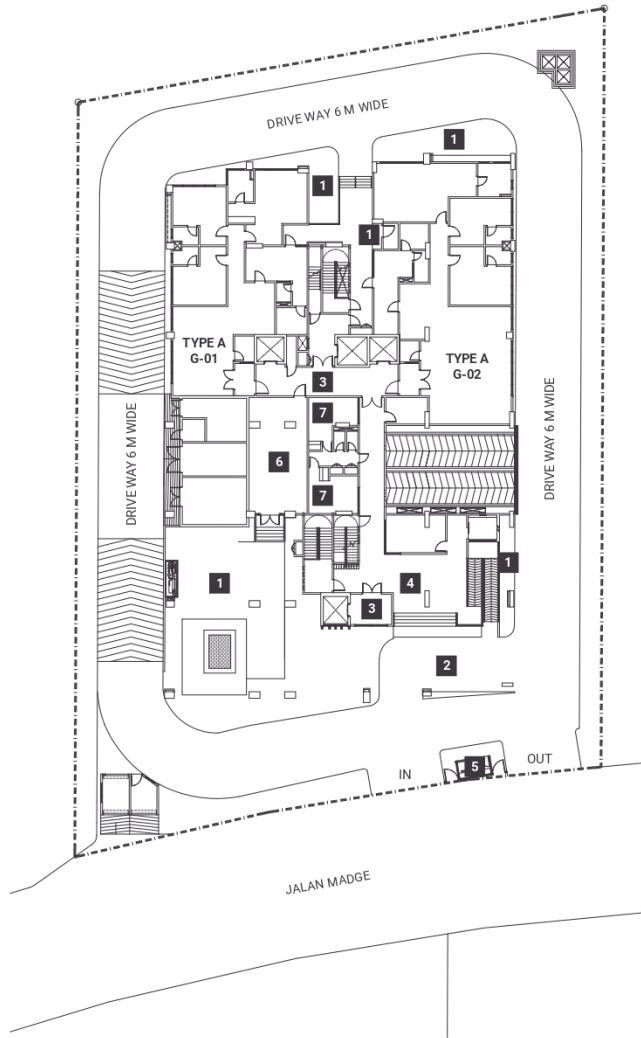 DRIVE WAY 6 M WIDE
1
1
1
TYPE A
G-01
TYPE A
G-02
3
7
6
7
DRIVE WAY 6 M WIDE
DRIVE WAY 6 M WIDE
1
1
4
3
2
5
IN
OUT
JALAN MADGE